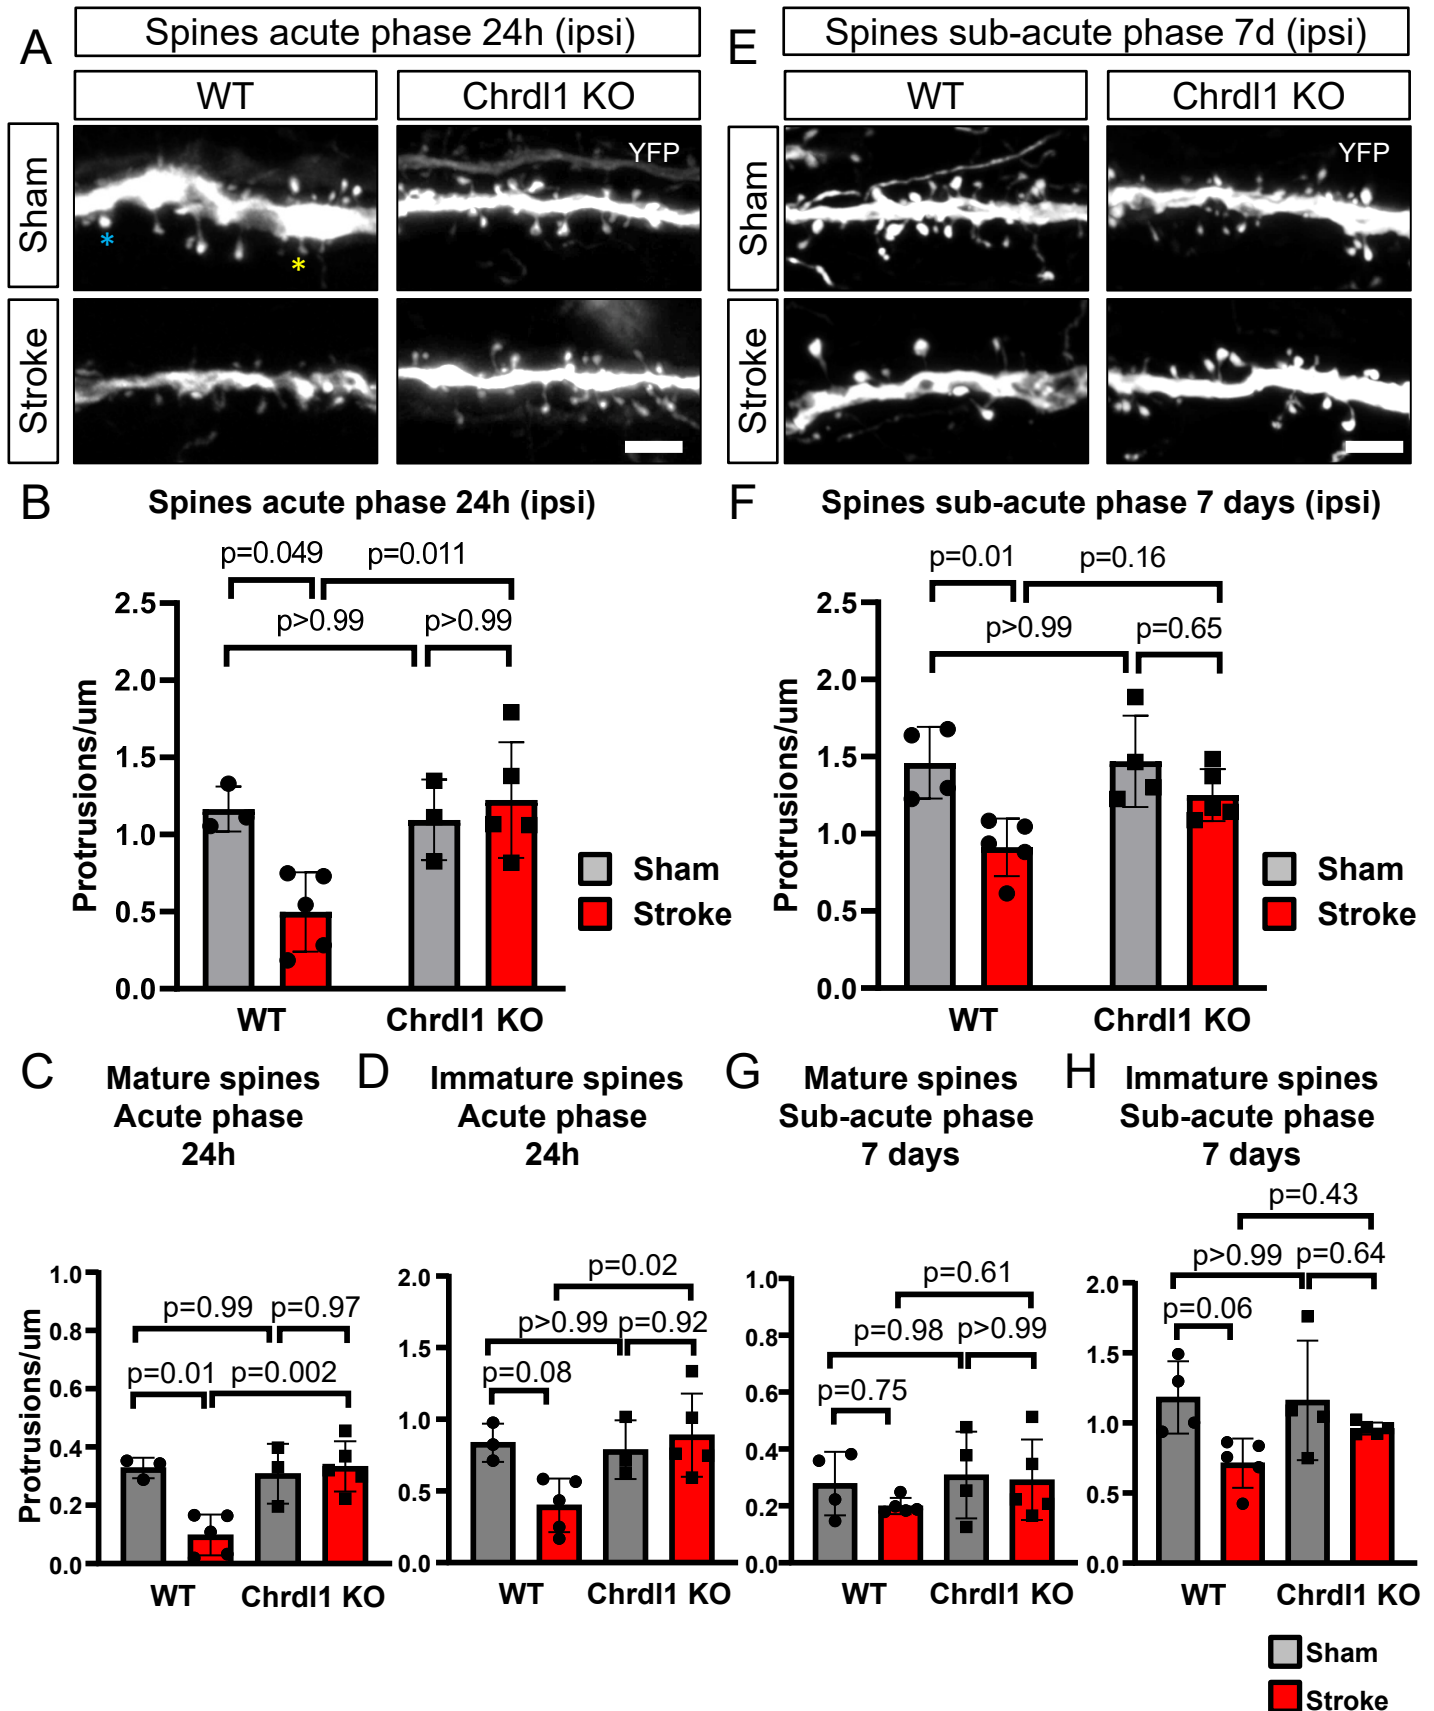 A
Spines acute phase 24h (ipsi)
WT
Chrdl1 KO
Sham
YFP
*
*
Stroke
E
Spines sub-acute phase 7d (ipsi)
WT
Chrdl1 KO
Sham
YFP
Stroke
B
Spines acute phase 24h (ipsi)
p=0.049
p=0.011
p>0.99
p>0.99
Protrusions/um
2.5
2.0
1.5
1.0
0.5
0.0
WT
Chrdl1 KO
Sham
Stroke
F
Spines sub-acute phase 7 days (ipsi)
p=0.01
p=0.16
p>0.99
p=0.65
Protrusions/um
2.5
2.0
1.5
1.0
0.5
0.0
WT
Chrdl1 KO
Sham
Stroke
C
Mature spines
Acute phase
24h
p=0.99
p=0.97
p=0.01
p=0.002
Protrusions/um
1.0
0.8
0.6
0.4
0.2
0.0
WT
Chrdl1 KO
D
Immature spines
Acute phase
24h
p=0.02
p>0.99
p=0.92
p=0.08
2.0
1.5
1.0
0.5
0.0
WT
Chrdl1 KO
G
Mature spines
Sub-acute phase
7 days
p=0.61
p=0.98
p>0.99
p=0.75
1.0
0.8
0.6
0.4
0.2
0.0
WT
Chrdl1 KO
H
Immature spines
Sub-acute phase
7 days
p=0.43
p>0.99
p=0.64
p=0.06
2.0
1.5
1.0
0.5
0.0
WT
Chrdl1 KO
Sham
Stroke